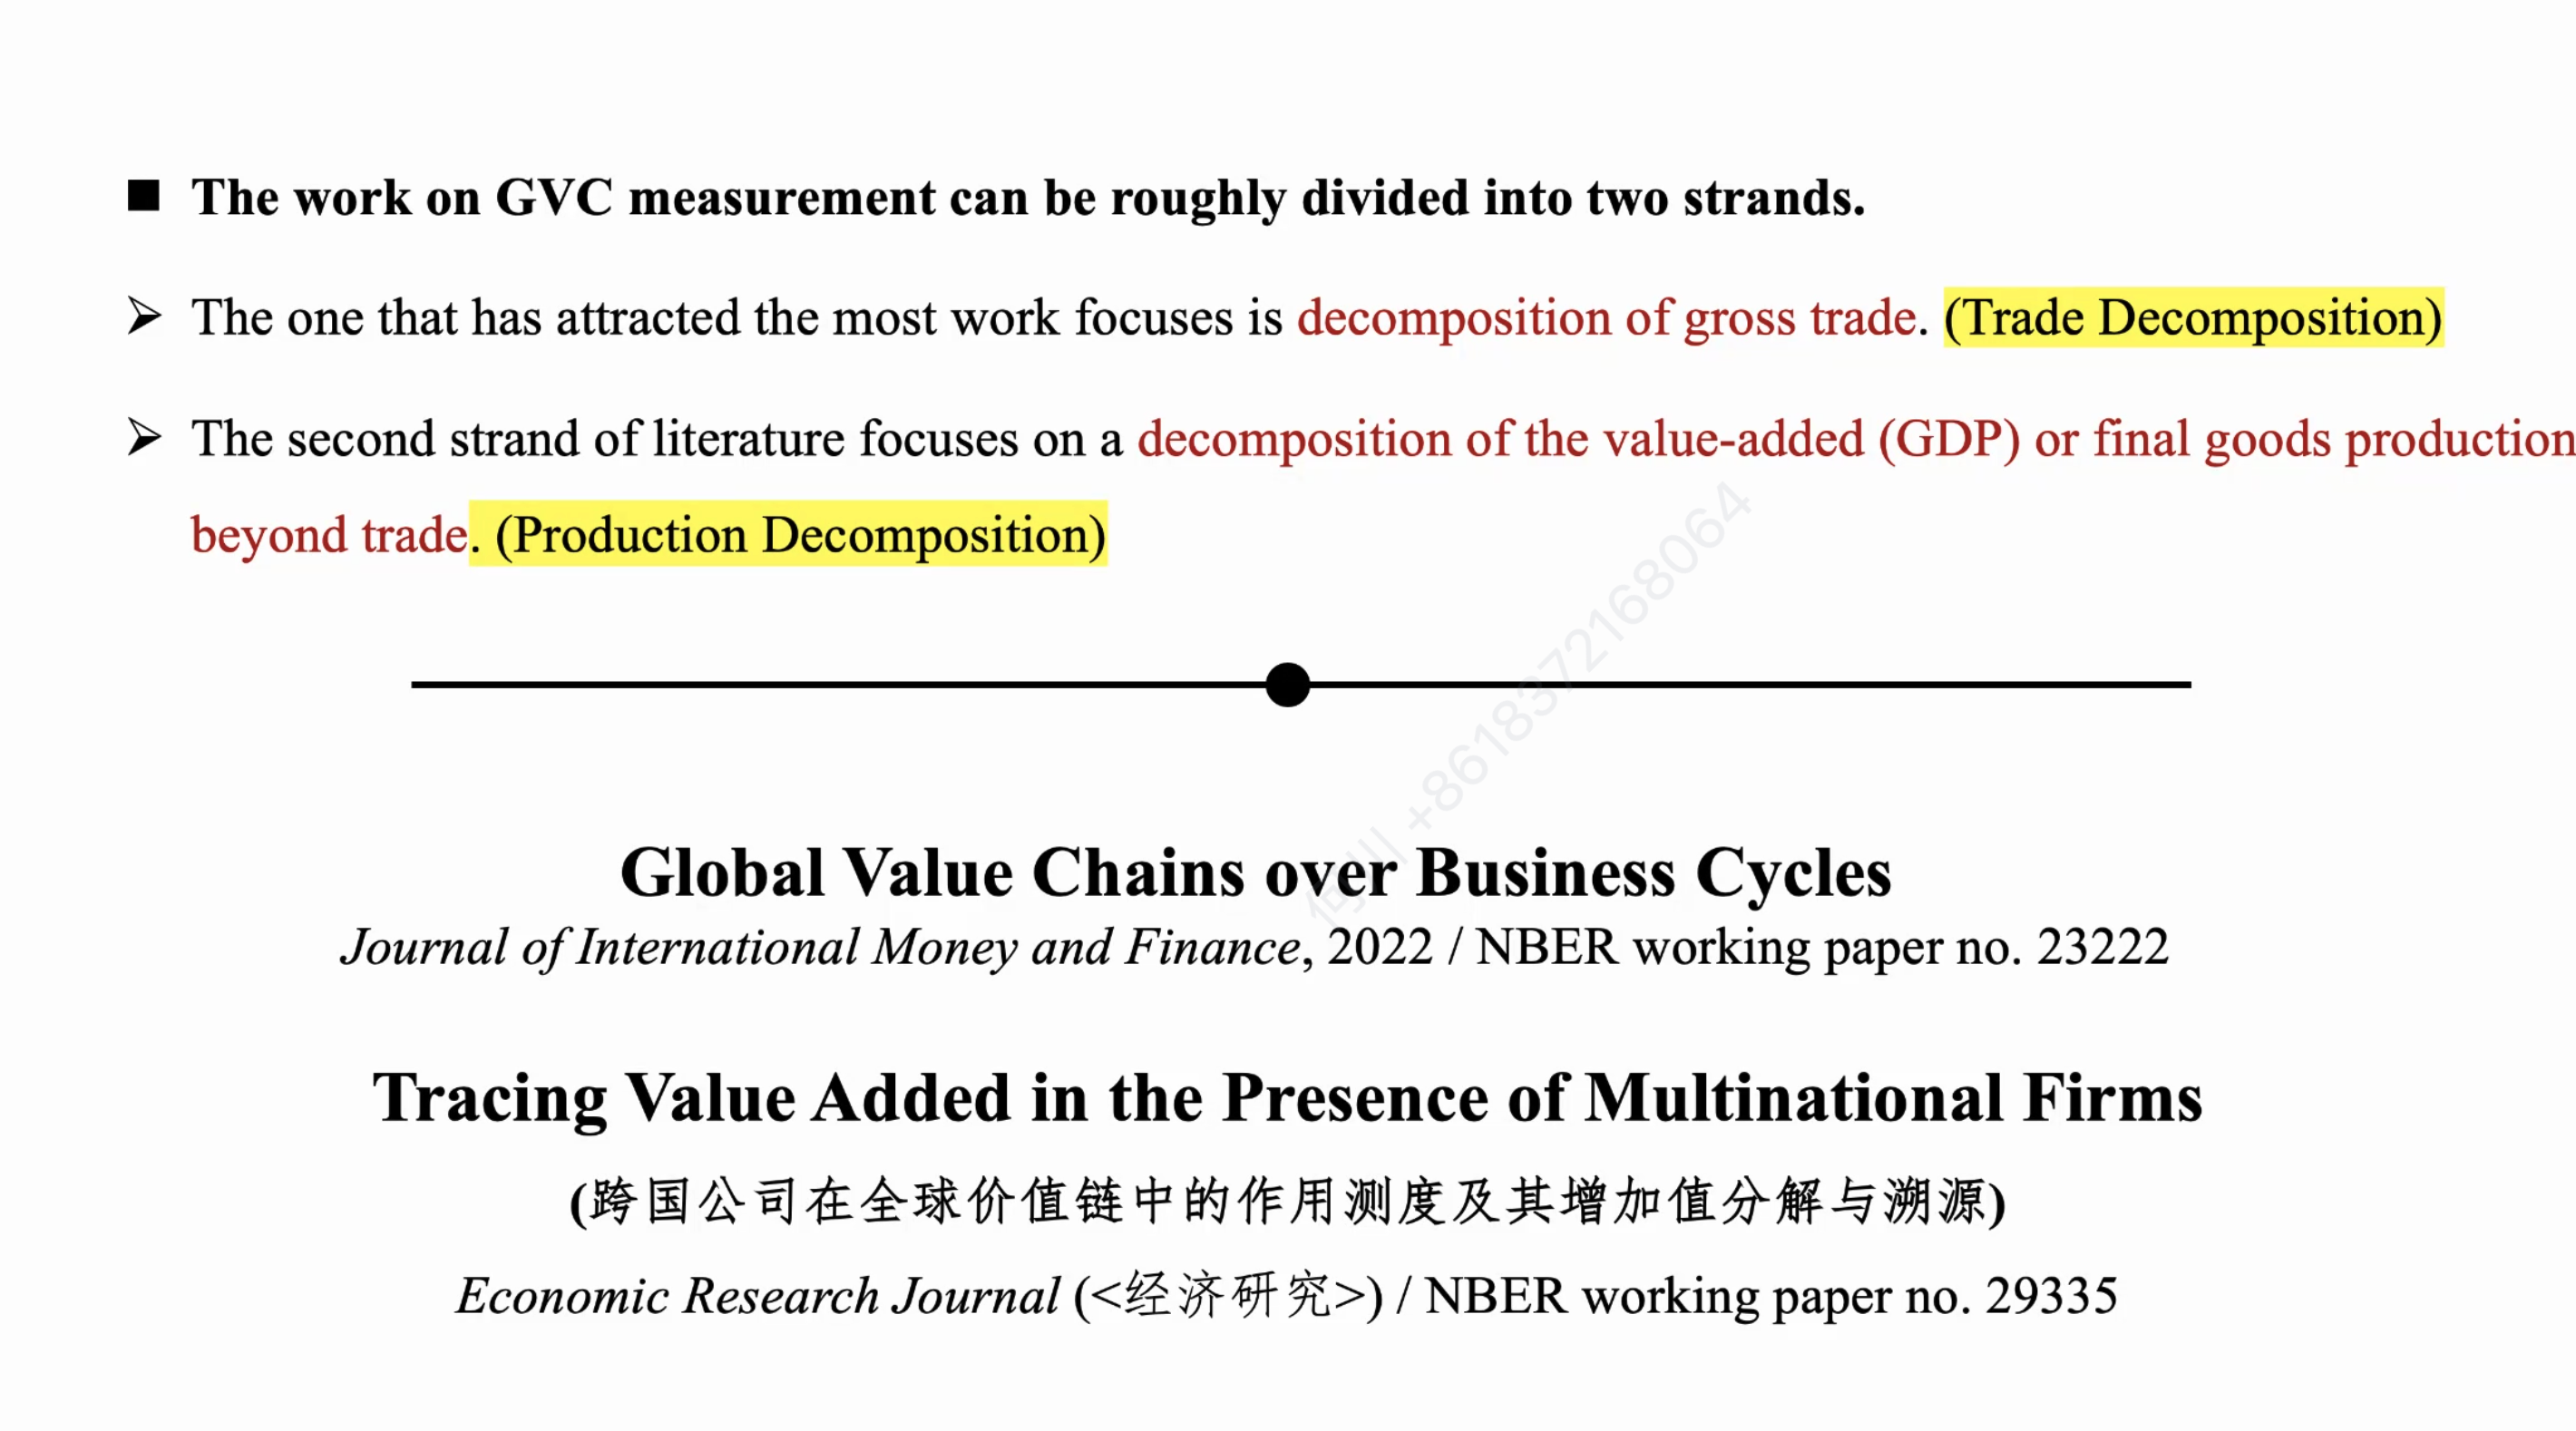 ■ The work on GVC measurement can be roughly divided into two strands.
➢ The one that has attracted the most work focuses is decomposition of gross trade. (Trade Decomposition)
➢ The second strand of literature focuses on a decomposition of the value-added (GDP) or final goods production
beyond trade. (Production Decomposition)
何川 +8618372168064
Global Value Chains over Business Cycles
Journal of International Money and Finance, 2022 / NBER working paper no. 23222
Tracing Value Added in the Presence of Multinational Firms
(跨国公司在全球价值链中的作用测度及其增加值分解与溯源)
Economic Research Journal (<经济研究>) / NBER working paper no. 29335